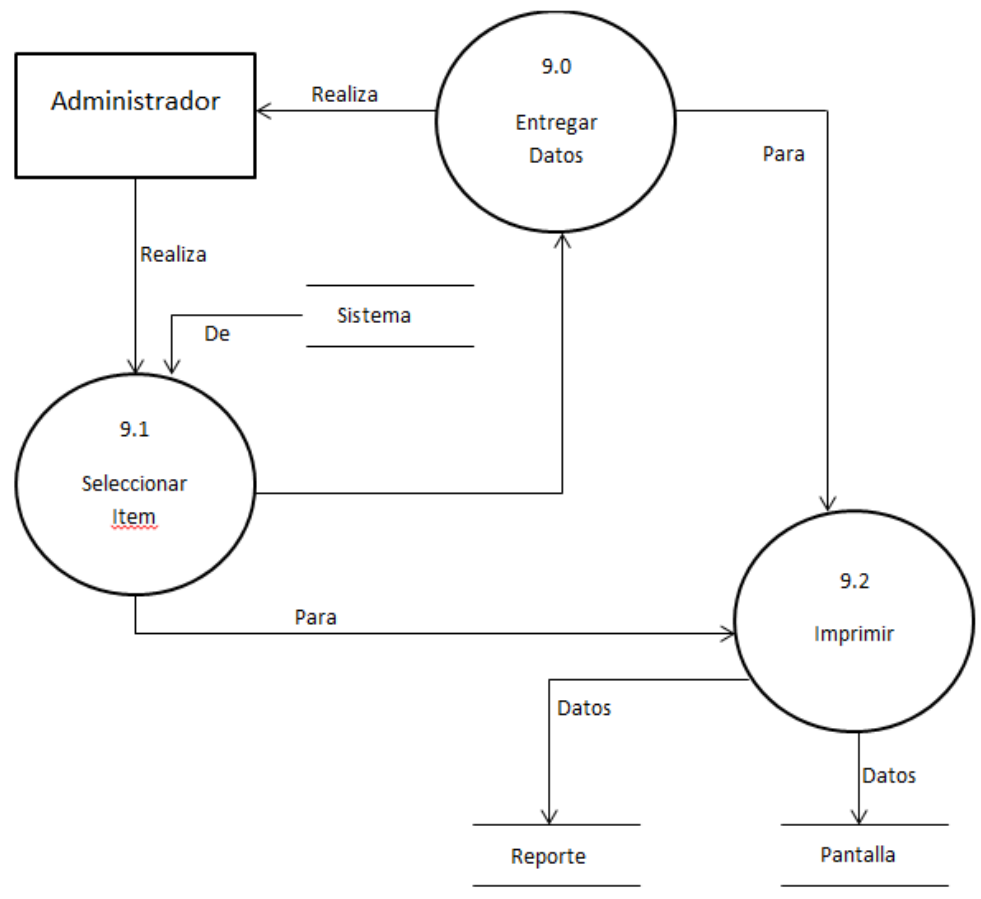 9.0
Entregar
Datos
Administrador
Realiza
Para
Realiza
Sistema
De
9.1
Seleccionar
Item
9.2
Imprimir
Para
Datos
Datos
Reporte
Pantalla